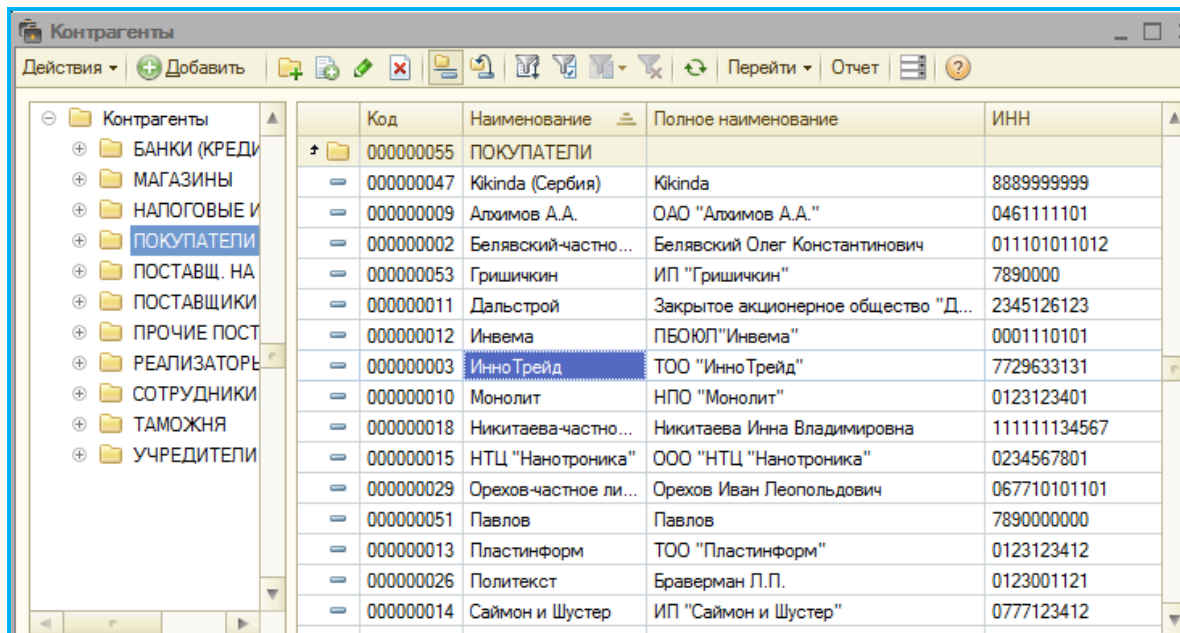 Контрагенты
Действия Добавить Перейти Отчет
Контрагенты
БАНКИ (КРЕДИ
МАГАЗИНЫ
НАЛОГОВЫЕ И
ПОКУПАТЕЛИ
ПОСТАВЩ. НА
ПОСТАВЩИКИ
ПРОЧИЕ ПОСТ
РЕАЛИЗАТОРЫ
СОТРУДНИКИ
ТАМОЖНЯ
УЧРЕДИТЕЛИ
Код Наименование Полное наименование ИНН
000000055 ПОКУПАТЕЛИ
000000047 Kikinda (Сербия) Kikinda 8889999999
000000009 Алхимов А.А. ОАО "Алхимов А.А." 0461111101
000000002 Белявский-частно... Белявский Олег Константинович 011101011012
000000053 Гришичкин ИП "Гришичкин" 7890000
000000011 Дальстрой Закрытое акционерное общество "Д... 2345126123
000000012 Инвема ПБОЮЛ"Инвема" 0001110101
000000003 ИнноТрейд ТОО "ИнноТрейд" 7729633131
000000010 Монолит НПО "Монолит" 0123123401
000000018 Никитаева-частно... Никитаева Инна Владимировна 111111134567
000000015 НТЦ "Нанотроника" ООО "НТЦ "Нанотроника" 0234567801
000000029 Орехов-частное ли... Орехов Иван Леопольдович 067710101101
000000051 Павлов Павлов 7890000000
000000013 Пластинформ ТОО "Пластинформ" 0123123412
000000026 Политекст Браверман Л.П. 0123001121
000000014 Саймон и Шустер ИП "Саймон и Шустер" 0777123412